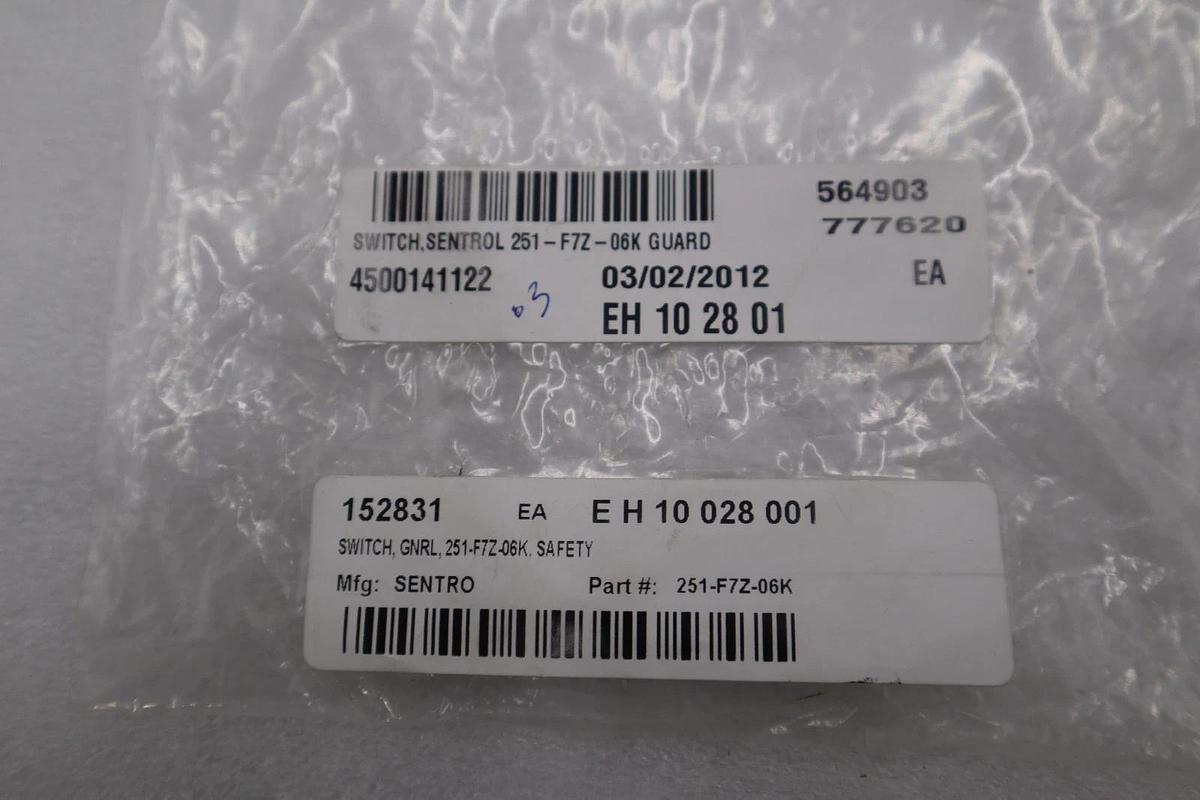 564903
777620
SWITCH,SENTROL 251-F7Z-06K GUARD
4500141122 03/02/2012 EA
.03
EH 10 28 01
152831 EA E H 10 028 001
SWITCH, GNRL, 251-F7Z-06K, SAFETY
Mfg: SENTRO Part #: 251-F7Z-06K